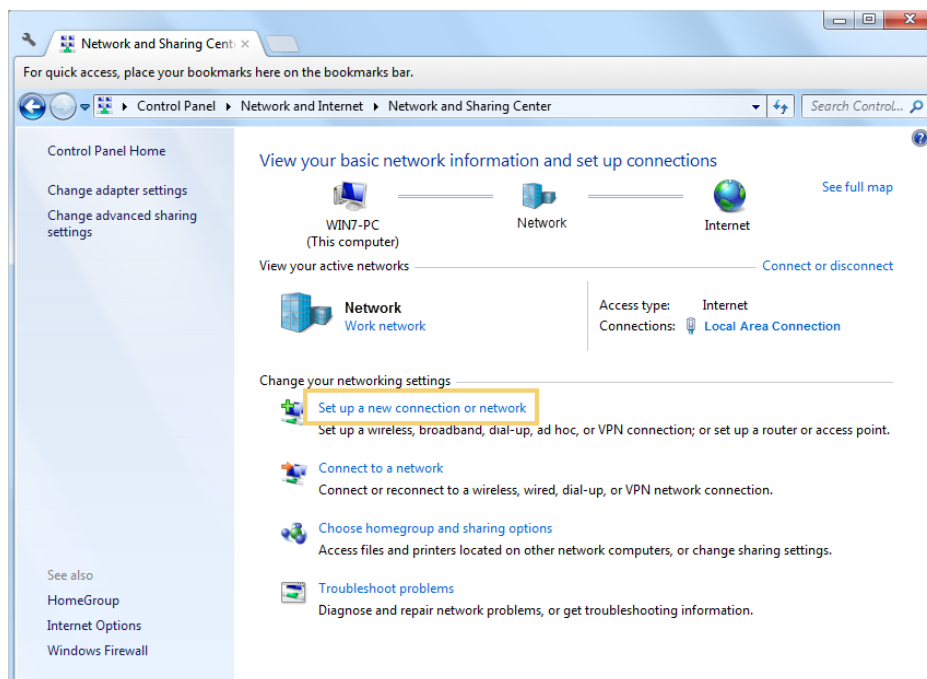 Network and Sharing Cent
For quick access, place your bookmarks here on the bookmarks bar.
Control Panel Network and Internet Network and Sharing Center
Search Control...
Control Panel Home
Change adapter settings
Change advanced sharing
settings
View your basic network information and set up connections
See full map
WIN7-PC
(This computer)
Network
Internet
View your active networks
Connect or disconnect
Network
Work network
Access type: Internet
Connections: Local Area Connection
Change your networking settings
Set up a new connection or network
Set up a wireless, broadband, dial-up, ad hoc, or VPN connection; or set up a router or access point.
Connect to a network
Connect or reconnect to a wireless, wired, dial-up, or VPN network connection.
Choose homegroup and sharing options
Access files and printers located on other network computers, or change sharing settings.
Troubleshoot problems
Diagnose and repair network problems, or get troubleshooting information.
See also
HomeGroup
Internet Options
Windows Firewall